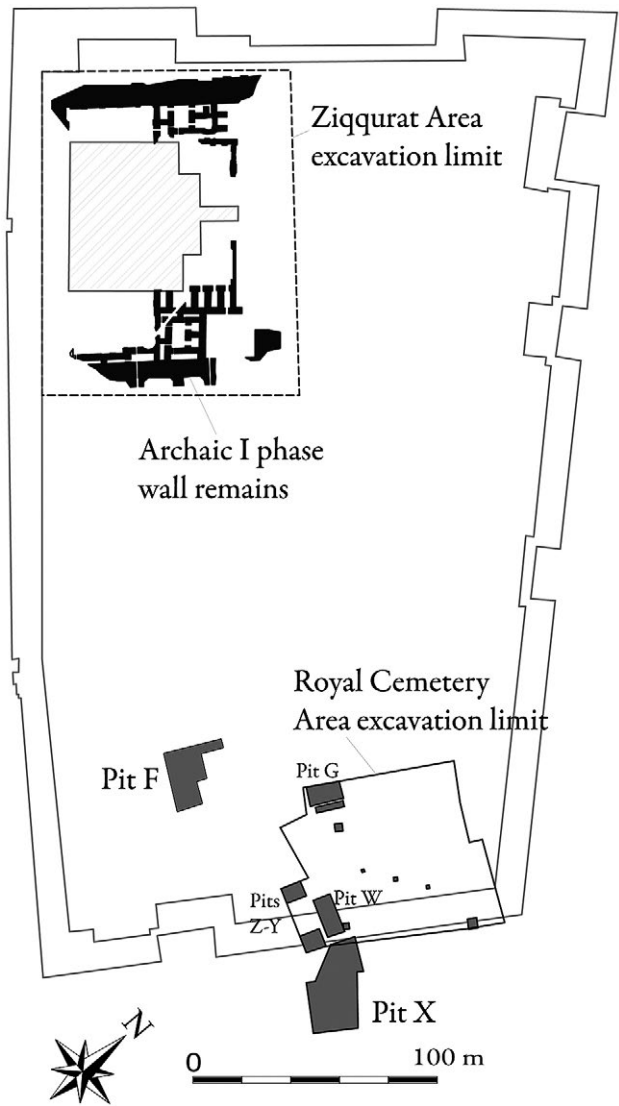 Ziqqurat Area
excavation limit
Archaic I phase
wall remains
Royal Cemetery
Area excavation limit
Pit G
Pit F
Pits
Z-Y
Pit W
Pit X
N
0
100 m